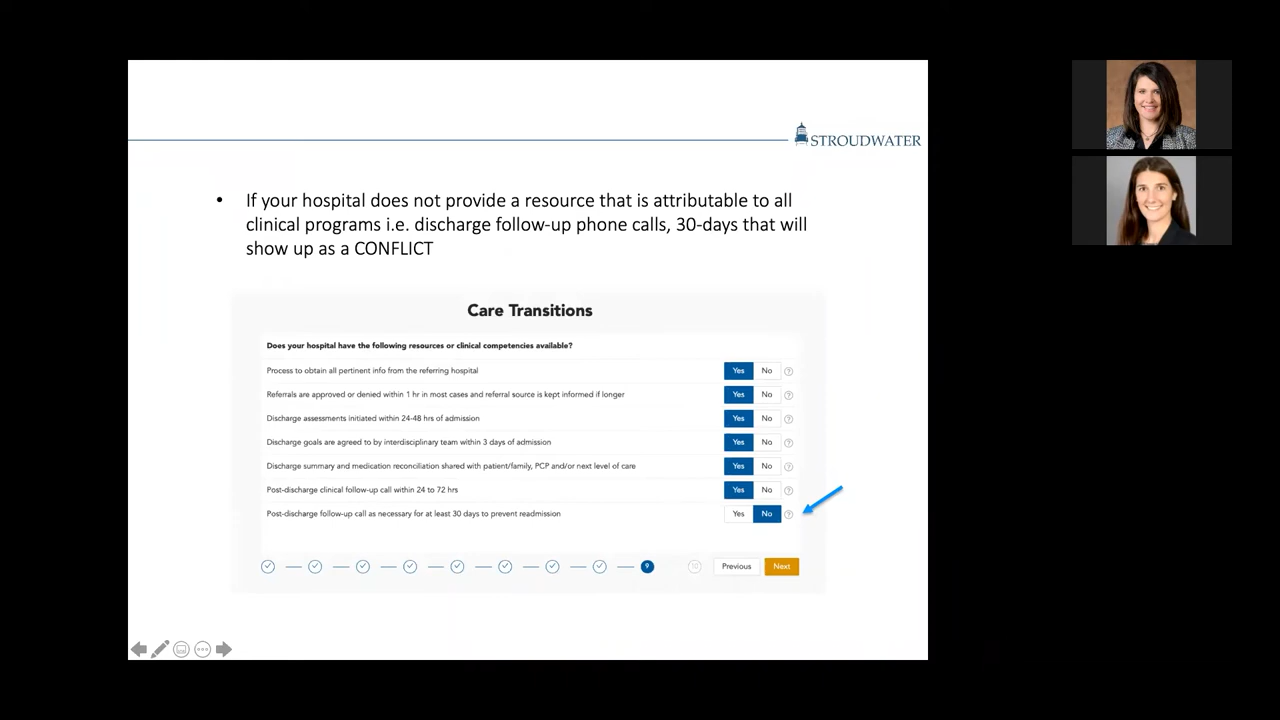 STROUDWATER
• If your hospital does not provide a resource that is attributable to all
clinical programs i.e. discharge follow-up phone calls, 30-days that will
show up as a CONFLICT
Care Transitions
Does your hospital have the following resources or clinical competencies available?
Process to obtain all pertinent info from the referring hospital Yes No ?
Referrals are approved or denied within 1 hr in most cases and referral source is kept informed if longer Yes No ?
Discharge assessments initiated within 24-48 hrs of admission Yes No ?
Discharge goals are agreed to by interdisciplinary team within 3 days of admission Yes No ?
Discharge summary and medication reconciliation shared with patient/family, PCP and/or next level of care Yes No ?
Post-discharge clinical follow-up call within 24 to 72 hrs Yes No ?
Post-discharge follow-up call as necessary for at least 30 days to prevent readmission Yes No ?
9 10 Previous Next